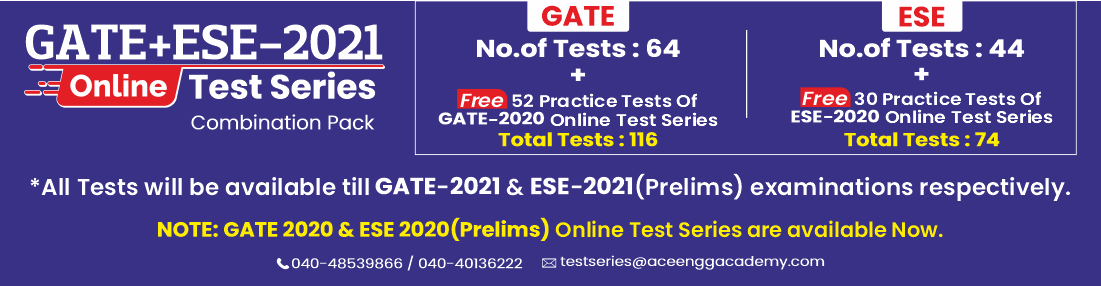 GATE+ESE-2021
Online Test Series
Combination Pack
GATE
No.of Tests : 64
+
Free 52 Practice Tests Of
GATE-2020 Online Test Series
Total Tests : 116
ESE
No.of Tests : 44
+
Free 30 Practice Tests Of
ESE-2020 Online Test Series
Total Tests : 74
*All Tests will be available till GATE-2021 & ESE-2021(Prelims) examinations respectively.
NOTE: GATE 2020 & ESE 2020(Prelims) Online Test Series are available Now.
040-48539866 / 040-40136222 testseries@aceenggacademy.com